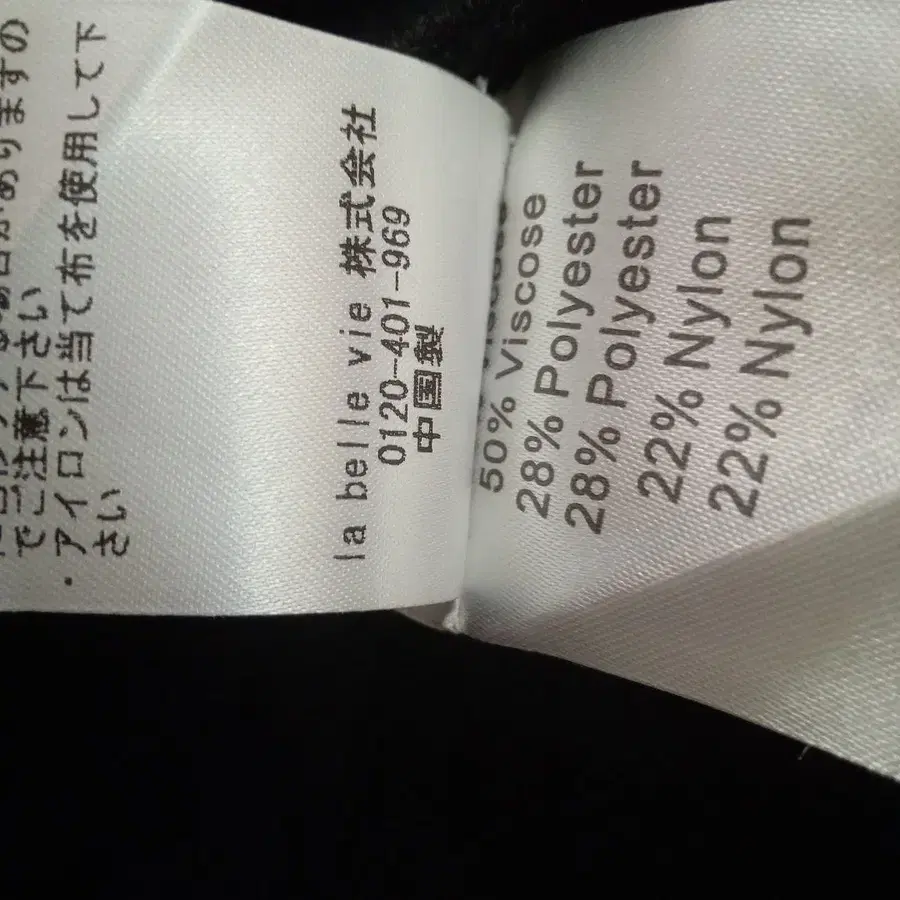 でご注意下さい
アイロンは当て布を使用して下
さい
la belle vie 株式会社
0120-401-969
中国製
50% Viscose
28% Polyester
28% Polyester
22% Nylon
22% Nylon